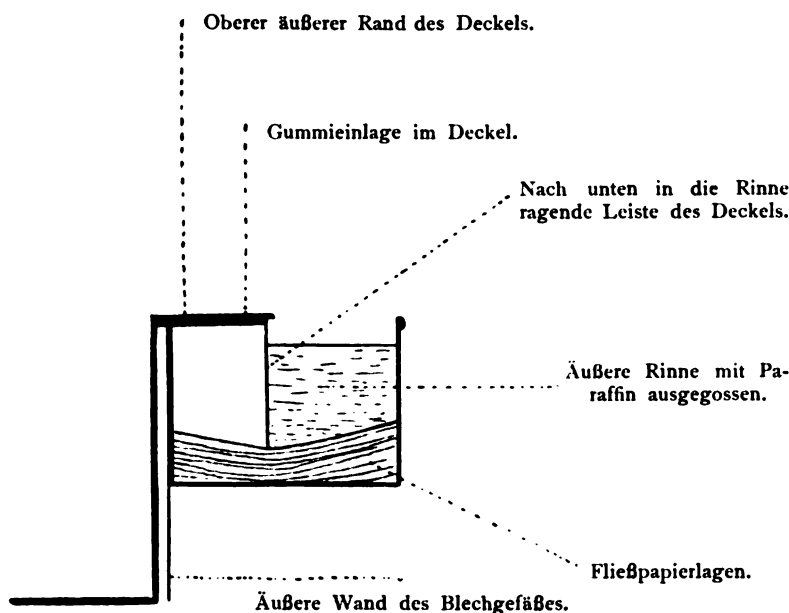 Oberer äußerer Rand des Deckels.
Gummieinlage im Deckel.
Nach unten in die Rinne
ragende Leiste des Deckels.
Äußere Rinne mit Pa-
raffin ausgegossen.
Fließpapierlagen.
Äußere Wand des Blechgefäßes.